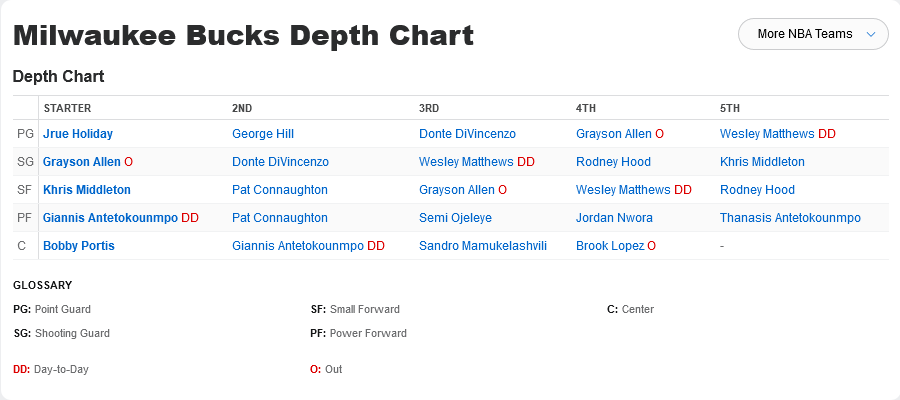 Milwaukee Bucks Depth Chart
More NBA Teams
Depth Chart
STARTER 2ND 3RD 4TH 5TH
PG Jrue Holiday George Hill Donte DiVincenzo Grayson Allen O Wesley Matthews DD
SG Grayson Allen O Donte DiVincenzo Wesley Matthews DD Rodney Hood Khris Middleton
SF Khris Middleton Pat Connaughton Grayson Allen O Wesley Matthews DD Rodney Hood
PF Giannis Antetokounmpo DD Pat Connaughton Semi Ojeleye Jordan Nwora Thanasis Antetokounmpo
C Bobby Portis Giannis Antetokounmpo DD Sandro Mamukelashvili Brook Lopez O -
GLOSSARY
PG: Point Guard SF: Small Forward C: Center
SG: Shooting Guard PF: Power Forward
DD: Day-to-Day O: Out